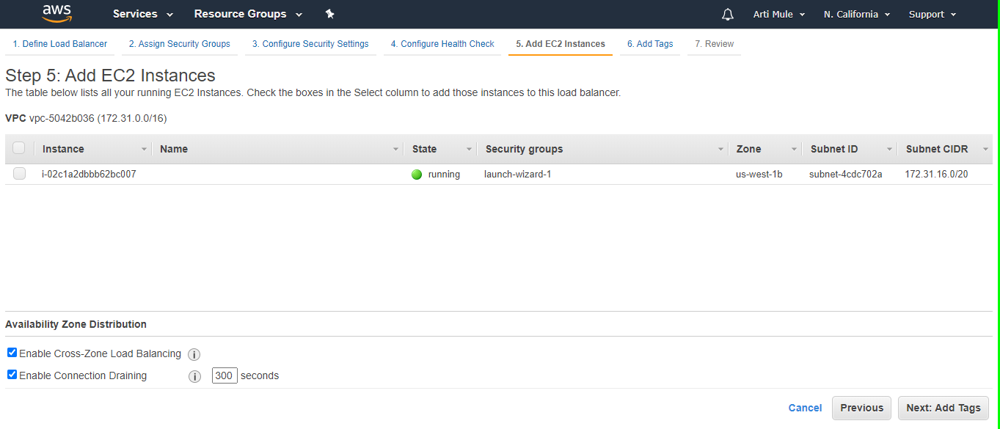 aws Services Resource Groups Arti Mule N. California Support
1. Define Load Balancer 2. Assign Security Groups 3. Configure Security Settings 4. Configure Health Check 5. Add EC2 Instances 6. Add Tags 7. Review
Step 5: Add EC2 Instances
The table below lists all your running EC2 Instances. Check the boxes in the Select column to add those instances to this load balancer.
VPC vpc-5042b036 (172.31.0.0/16)
Instance Name State Security groups Zone Subnet ID Subnet CIDR
i-02c1a2dbbb62bc007 running launch-wizard-1 us-west-1b subnet-4cdc702a 172.31.16.0/20
Availability Zone Distribution
Enable Cross-Zone Load Balancing i
Enable Connection Draining i 300 seconds
Cancel Previous Next: Add Tags